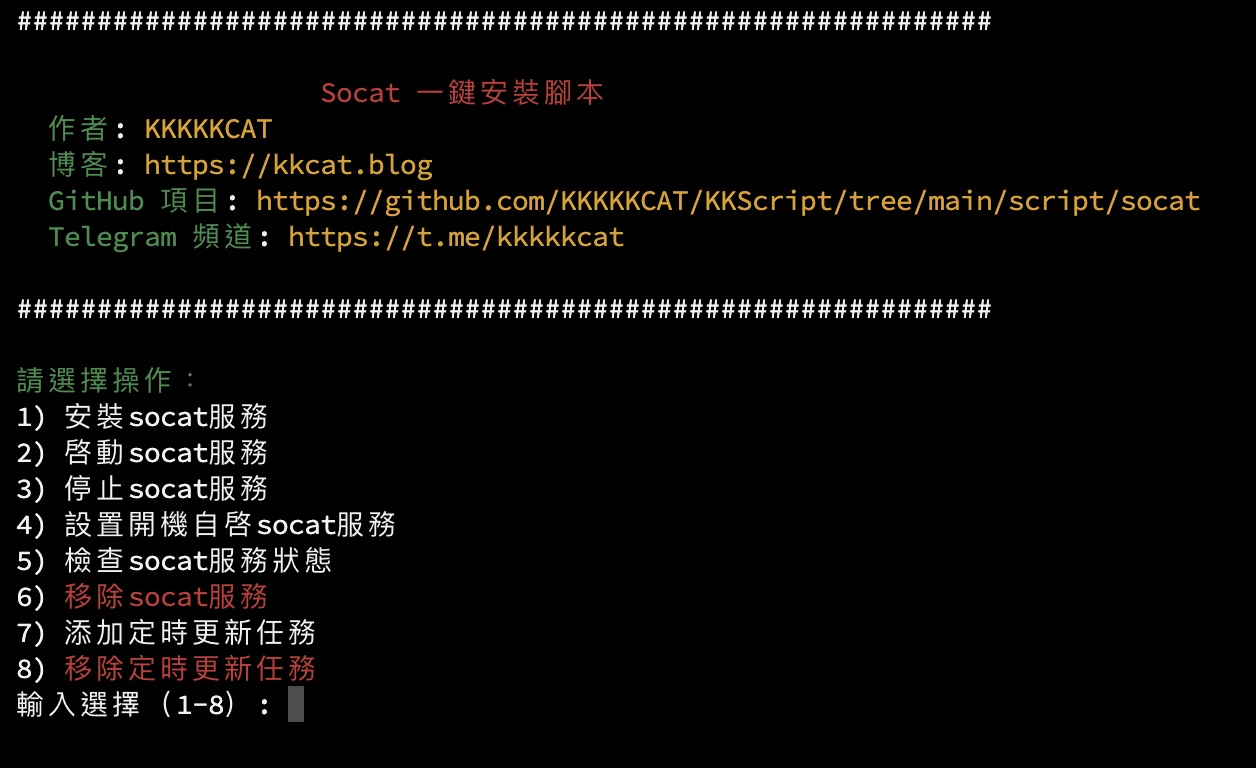 #############################################################
Socat 一鍵安裝腳本
作者: KKKKKCAT
博客: https://kkcat.blog
GitHub 項目: https://github.com/KKKKKCAT/KKScript/tree/main/script/socat
Telegram 頻道: https://t.me/kkkkkcat
#############################################################
請選擇操作：
1) 安裝socat服務
2) 啓動socat服務
3) 停止socat服務
4) 設置開機自啓socat服務
5) 檢查socat服務狀態
6) 移除socat服務
7) 添加定時更新任務
8) 移除定時更新任務
輸入選擇（1-8）: